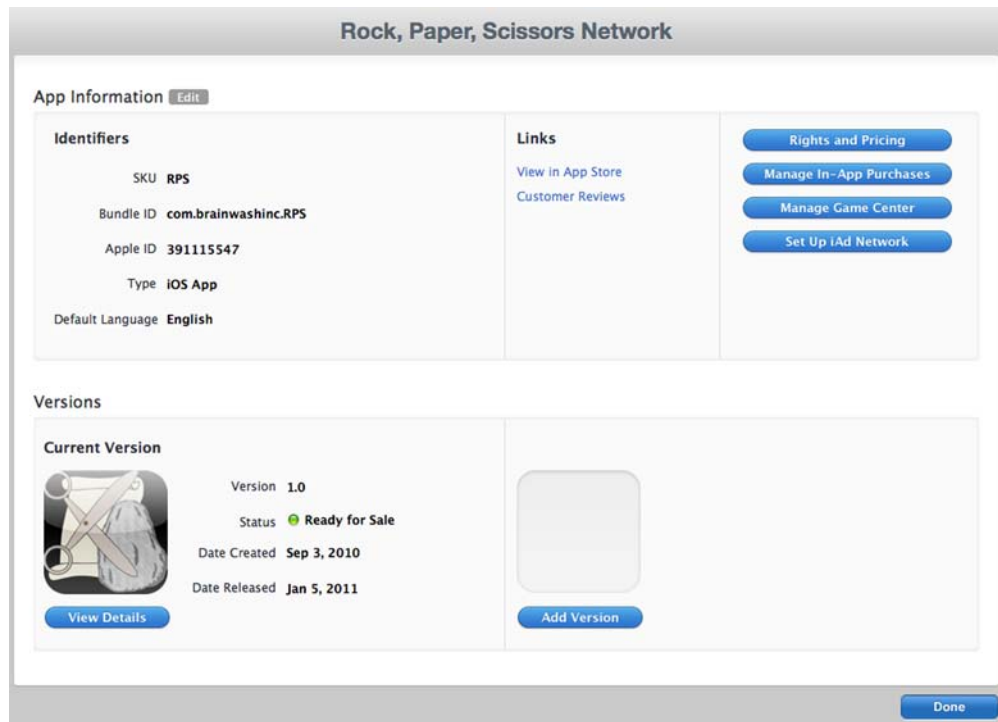 Rock, Paper, Scissors Network
App Information Edit
Identifiers
SKU RPS
Bundle ID com.brainwashinc.RPS
Apple ID 391115547
Type iOS App
Default Language English
Links
View in App Store
Customer Reviews
Rights and Pricing
Manage In-App Purchases
Manage Game Center
Set Up iAd Network
Versions
Current Version
Version 1.0
Status Ready for Sale
Date Created Sep 3, 2010
Date Released Jan 5, 2011
View Details
Add Version
Done